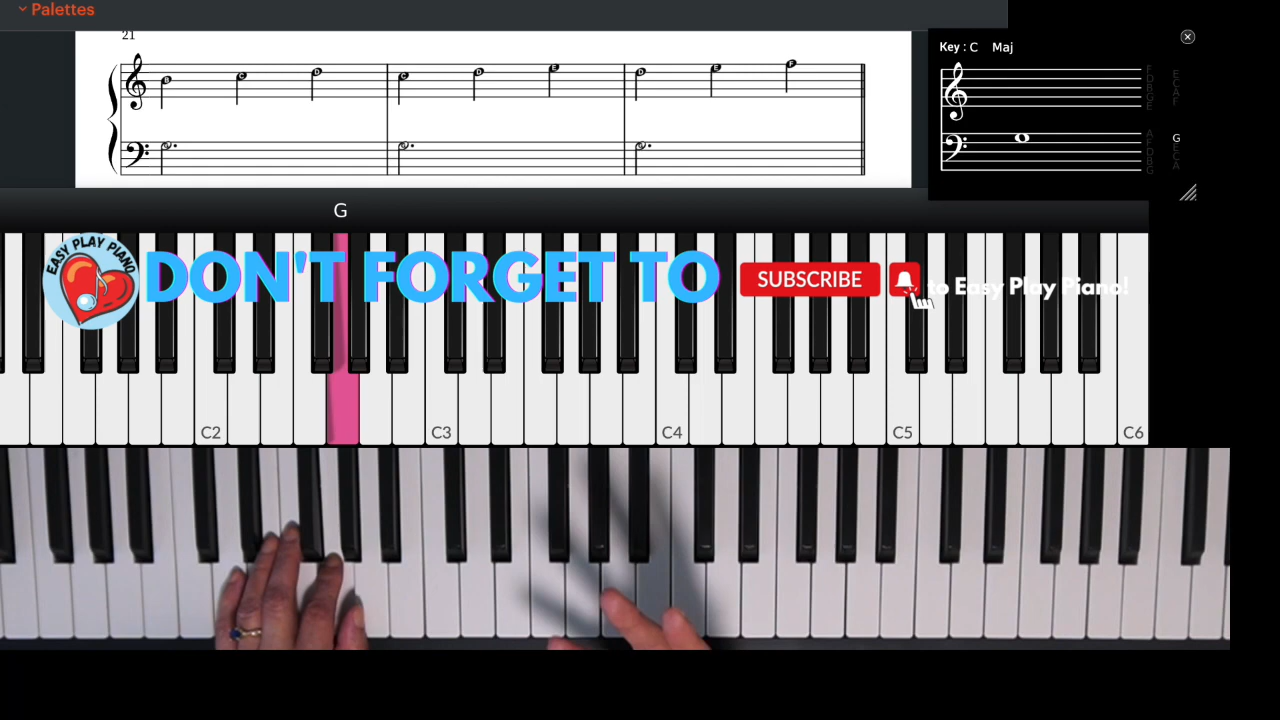 Palettes
21
B C D C D E D E F
G G G
Key : C Maj
F E
D C
B A
G F
E
A
F G
D E
B C
G A
G
EASY PLAY PIANO
DON'T FORGET TO
SUBSCRIBE
to Easy Play Piano!
C2 C3 C4 C5 C6